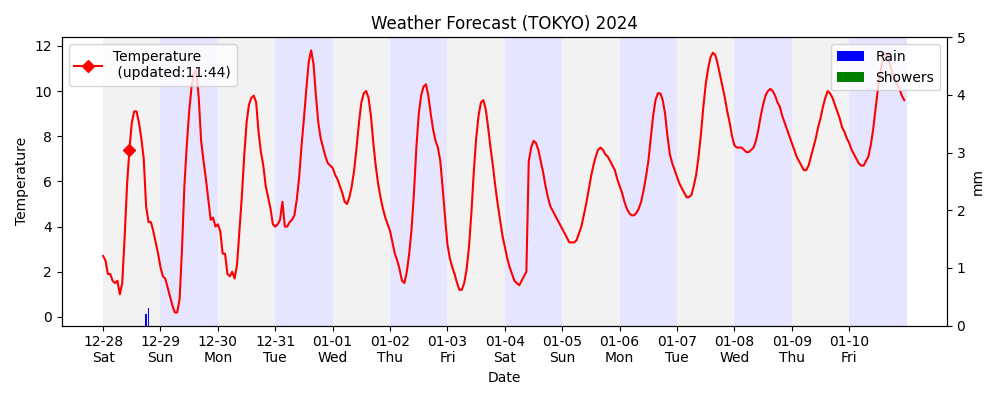 Weather Forecast (TOKYO) 2024
Temperature
(updated:11:44)
Rain
Showers
12
10
8
6
4
2
0
Temperature
5
4
3
2
1
0
mm
12-28 12-29 12-30 12-31 01-01 01-02 01-03 01-04 01-05 01-06 01-07 01-08 01-09 01-10
Sat Sun Mon Tue Wed Thu Fri Sat Sun Mon Tue Wed Thu Fri
Date